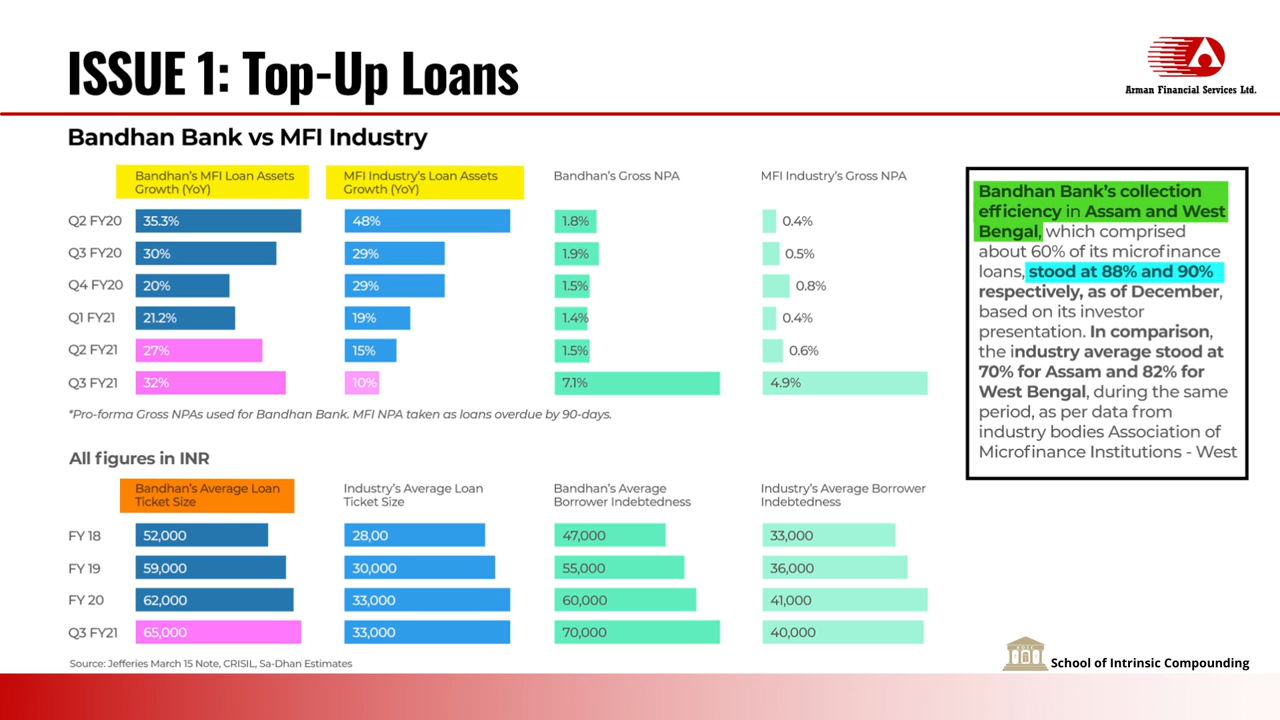 ISSUE 1: Top-Up Loans
Arman Financial Services Ltd.
Bandhan Bank vs MFI Industry
Bandhan's MFI Loan Assets
Growth (YoY)
MFI Industry's Loan Assets
Growth (YoY)
Bandhan's Gross NPA
MFI Industry's Gross NPA
Q2 FY20 35.3% 48% 1.8% 0.4%
Q3 FY20 30% 29% 1.9% 0.5%
Q4 FY20 20% 29% 1.5% 0.8%
Q1 FY21 21.2% 19% 1.4% 0.4%
Q2 FY21 27% 15% 1.5% 0.6%
Q3 FY21 32% 10% 7.1% 4.9%
*Pro-forma Gross NPAs used for Bandhan Bank. MFI NPA taken as loans overdue by 90-days.
All figures in INR
Bandhan's Average Loan
Ticket Size
Industry's Average Loan
Ticket Size
Bandhan's Average
Borrower Indebtedness
Industry's Average Borrower
Indebtedness
FY 18 52,000 28,00 47,000 33,000
FY 19 59,000 30,000 55,000 36,000
FY 20 62,000 33,000 60,000 41,000
Q3 FY21 65,000 33,000 70,000 40,000
Source: Jefferies March 15 Note, CRISIL, Sa-Dhan Estimates
Bandhan Bank's collection
efficiency in Assam and West
Bengal, which comprised
about 60% of its microfinance
loans, stood at 88% and 90%
respectively, as of December,
based on its investor
presentation. In comparison,
the industry average stood at
70% for Assam and 82% for
West Bengal, during the same
period, as per data from
industry bodies Association of
Microfinance Institutions - West
School of Intrinsic Compounding